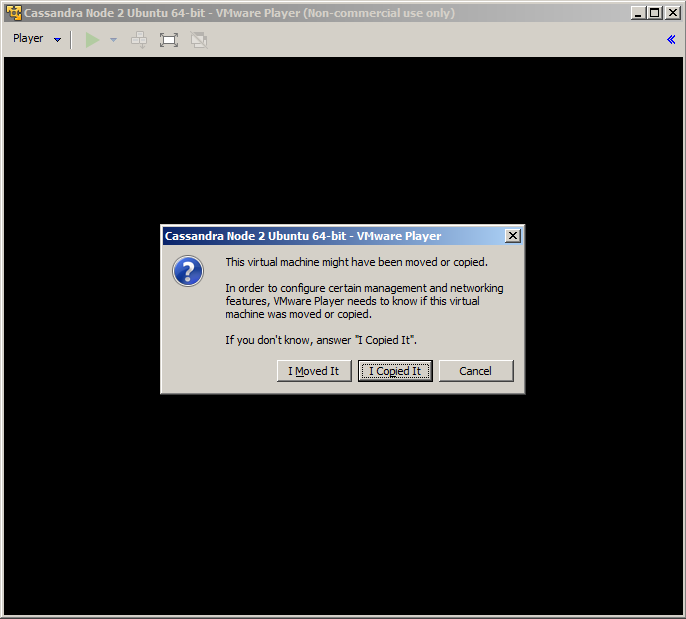 Cassandra Node 2 Ubuntu 64-bit - VMware Player (Non-commercial use only)
Player
Cassandra Node 2 Ubuntu 64-bit - VMware Player
This virtual machine might have been moved or copied.
In order to configure certain management and networking
features, VMware Player needs to know if this virtual
machine was moved or copied.
If you don't know, answer "I Copied It".
I Moved It I Copied It Cancel